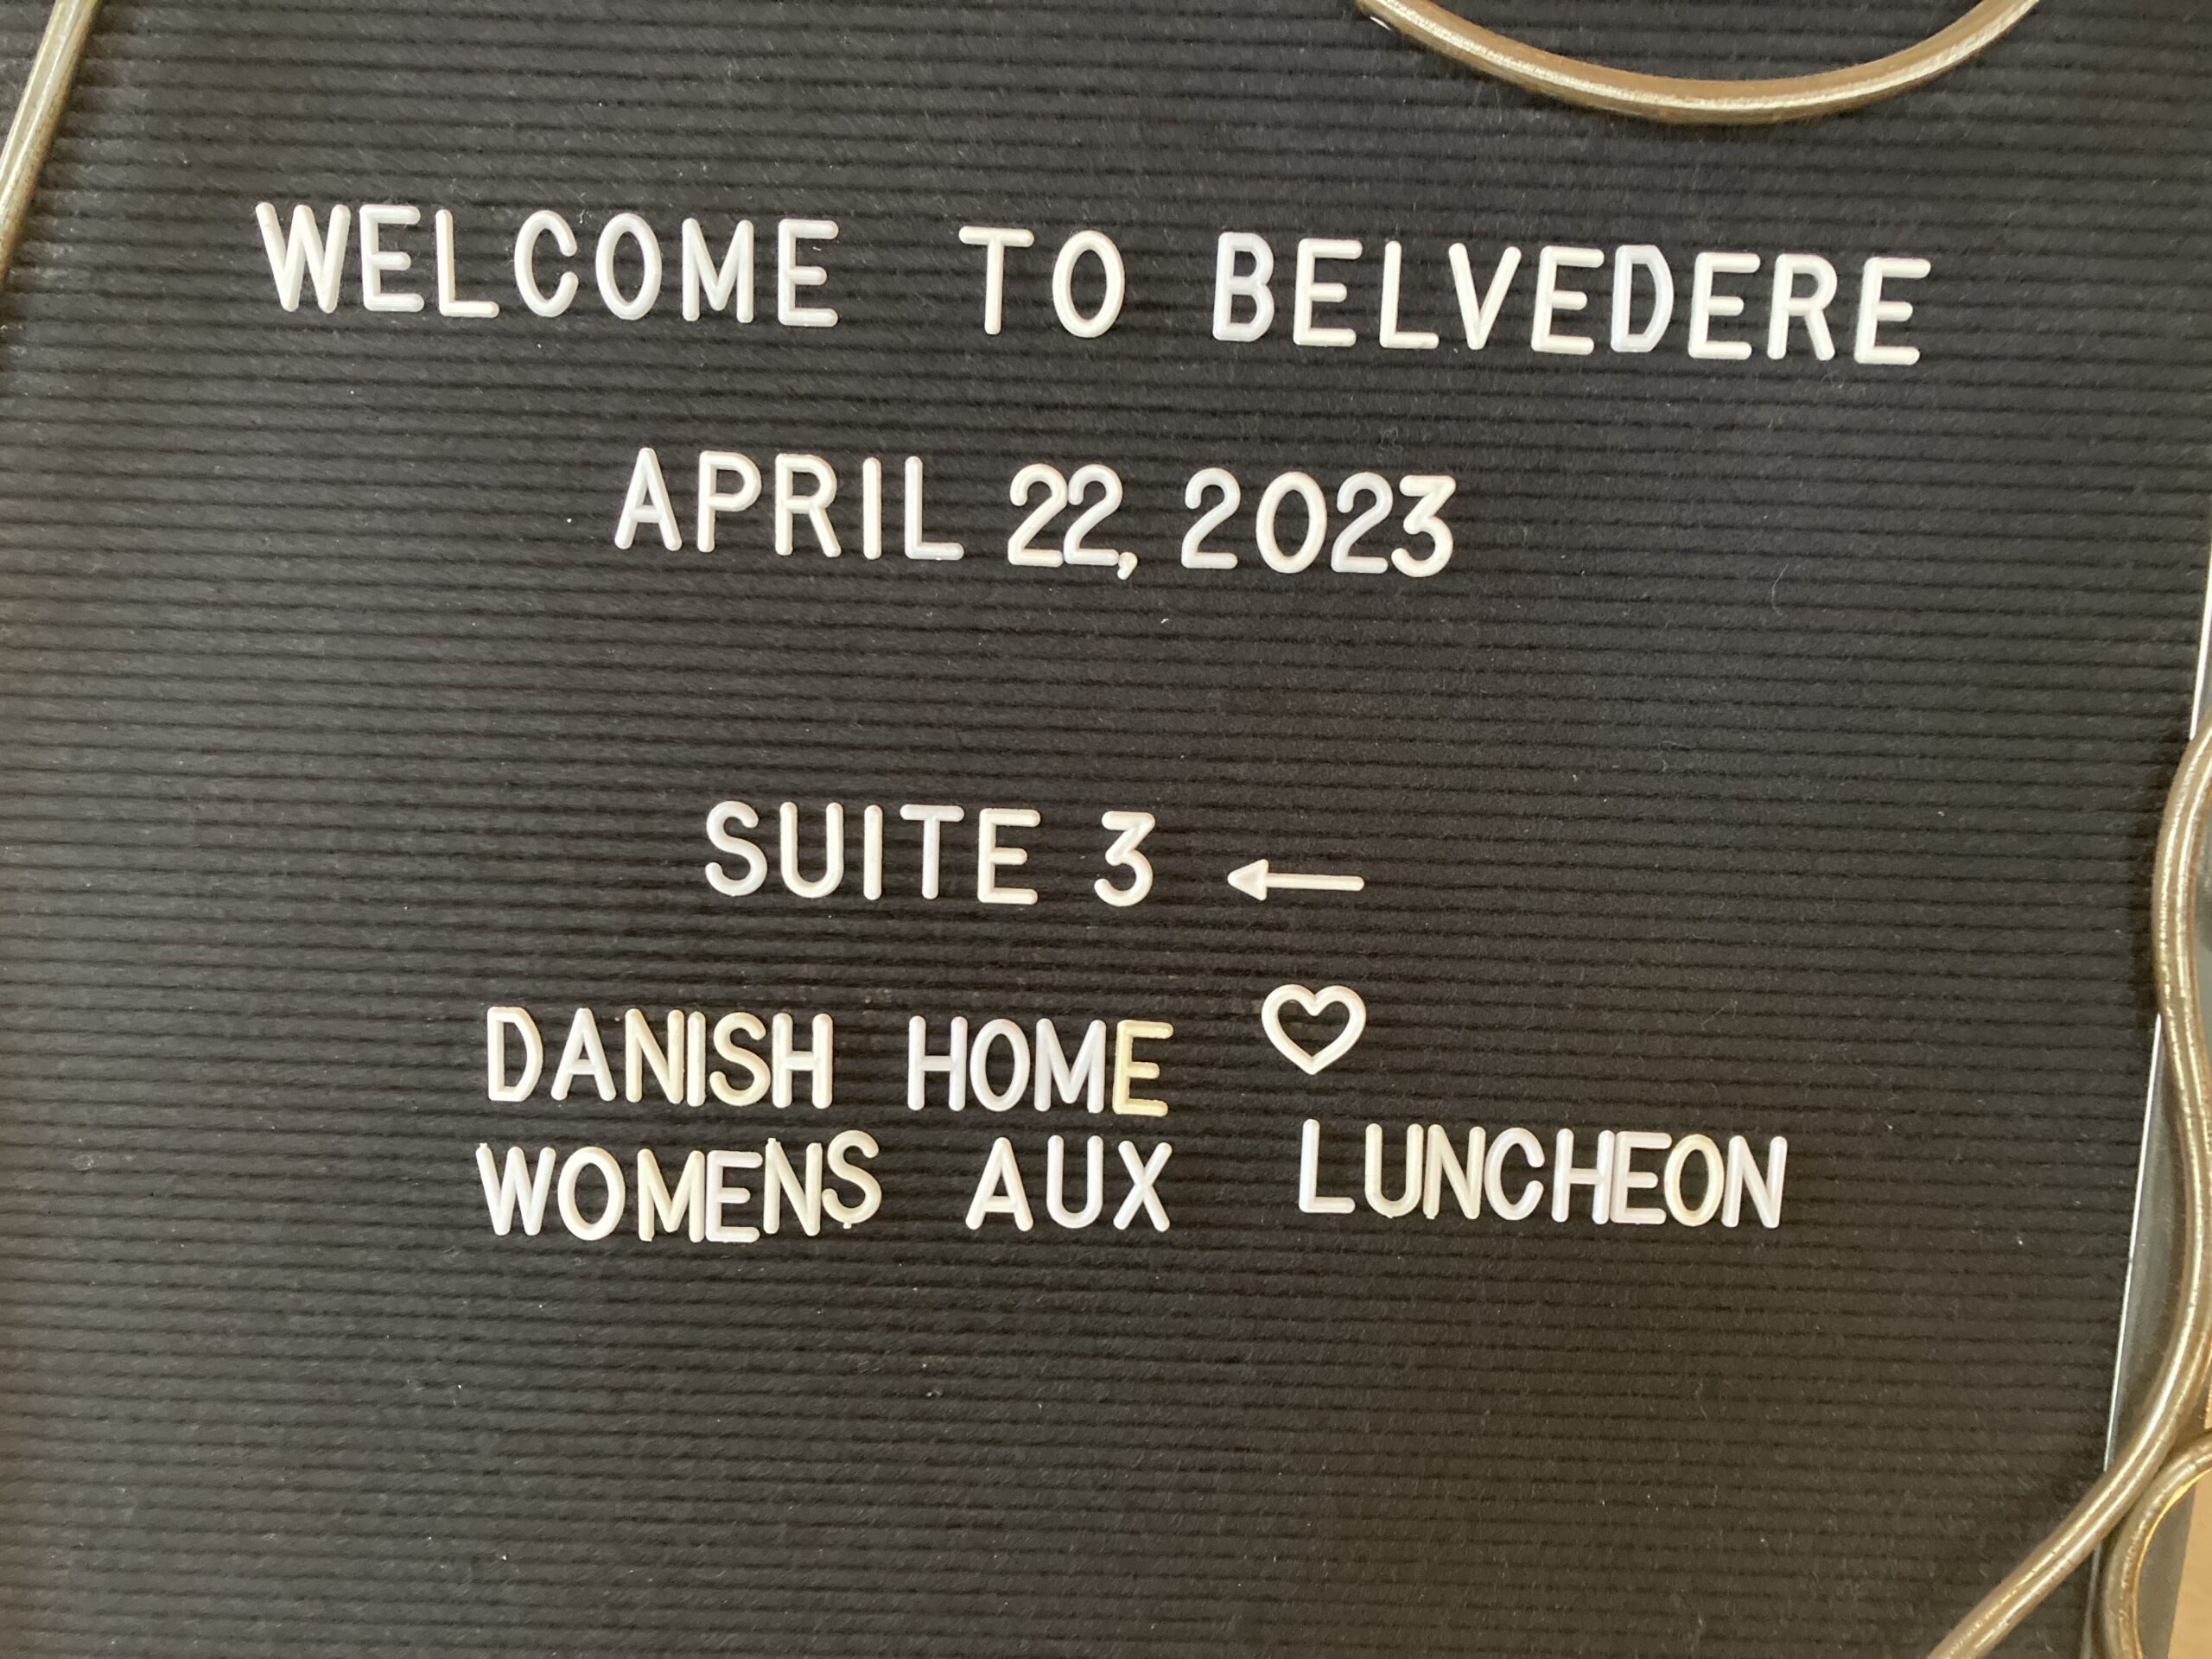 WELCOME TO BELVEDERE
APRIL 22, 2023
SUITE 3 ←
DANISH HOME ♡
WOMENS AUX LUNCHEON